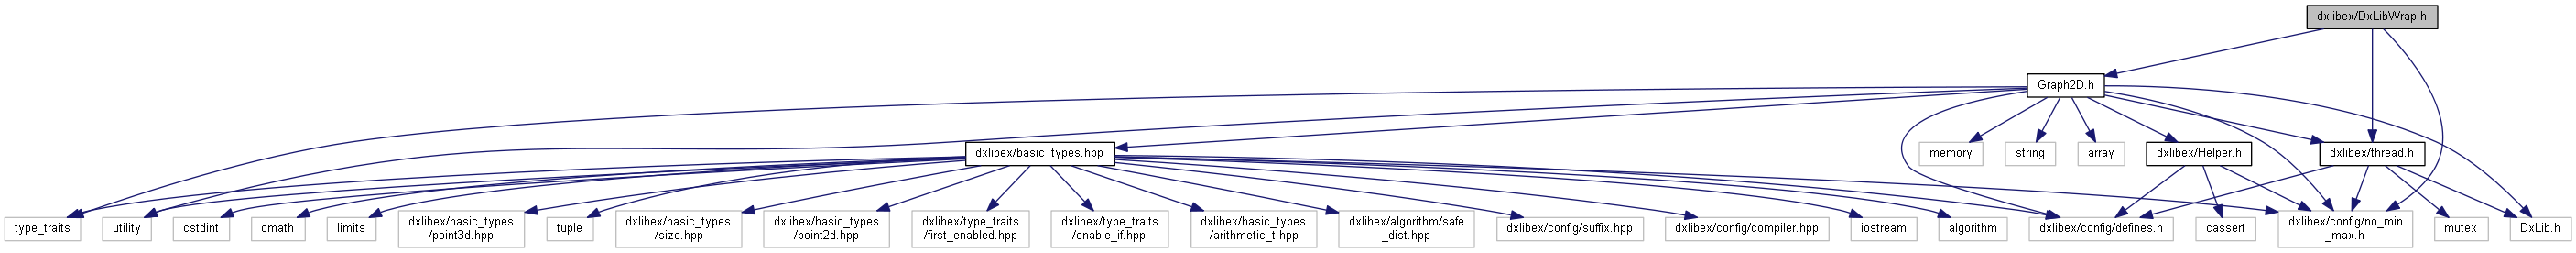 dxlibex/DxLibWrap.h
Graph2D.h
dxlibex/basic_types.hpp
memory
string
array
dxlibex/Helper.h
dxlibex/thread.h
type_traits
utility
cstdint
cmath
limits
dxlibex/basic_types
/point3d.hpp
tuple
dxlibex/basic_types
/size.hpp
dxlibex/basic_types
/point2d.hpp
dxlibex/type_traits
/first_enabled.hpp
dxlibex/type_traits
/enable_if.hpp
dxlibex/basic_types
/arithmetic_t.hpp
dxlibex/algorithm/safe
_dist.hpp
dxlibex/config/suffix.hpp
dxlibex/config/compiler.hpp
iostream
algorithm
dxlibex/config/defines.h
cassert
dxlibex/config/no_min
_max.h
mutex
DxLib.h